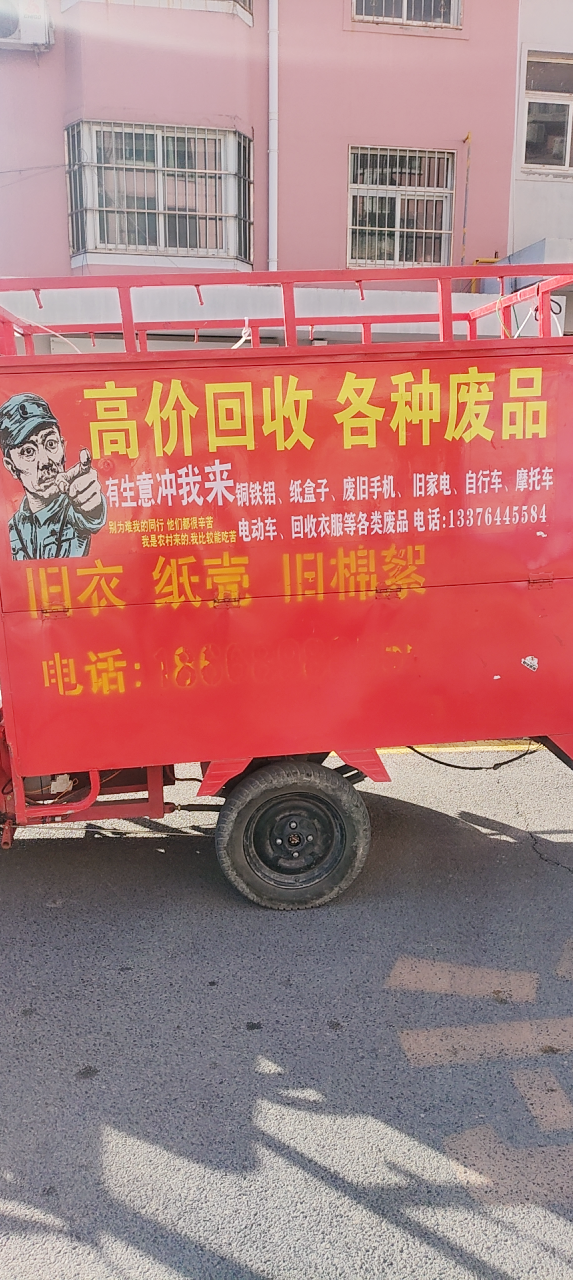 高价回收 各种废品
有生意冲我来
铜铁铝、纸盒子、废旧手机、旧家电、自行车、摩托车
别为难我的同行 他们都很辛苦
我是农村来的,我比较能吃苦
电动车、回收衣服等各类废品 电话:13376445584
旧衣 纸壳 旧棉絮
电话: